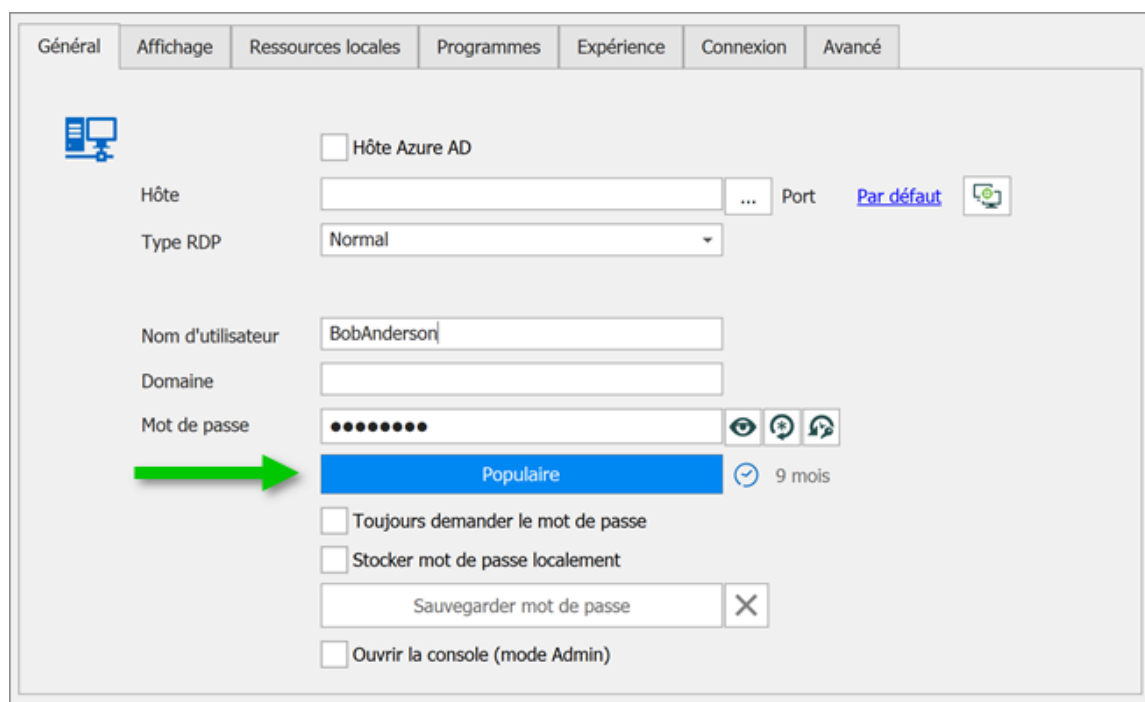 Général Affichage Ressources locales Programmes Expérience Connexion Avancé
Hôte Azure AD
Hôte ... Port Par défaut
Type RDP Normal
Nom d'utilisateur BobAnderson
Domaine
Mot de passe ●●●●●●●●
Populaire 9 mois
Toujours demander le mot de passe
Stocker mot de passe localement
Sauvegarder mot de passe
Ouvrir la console (mode Admin)